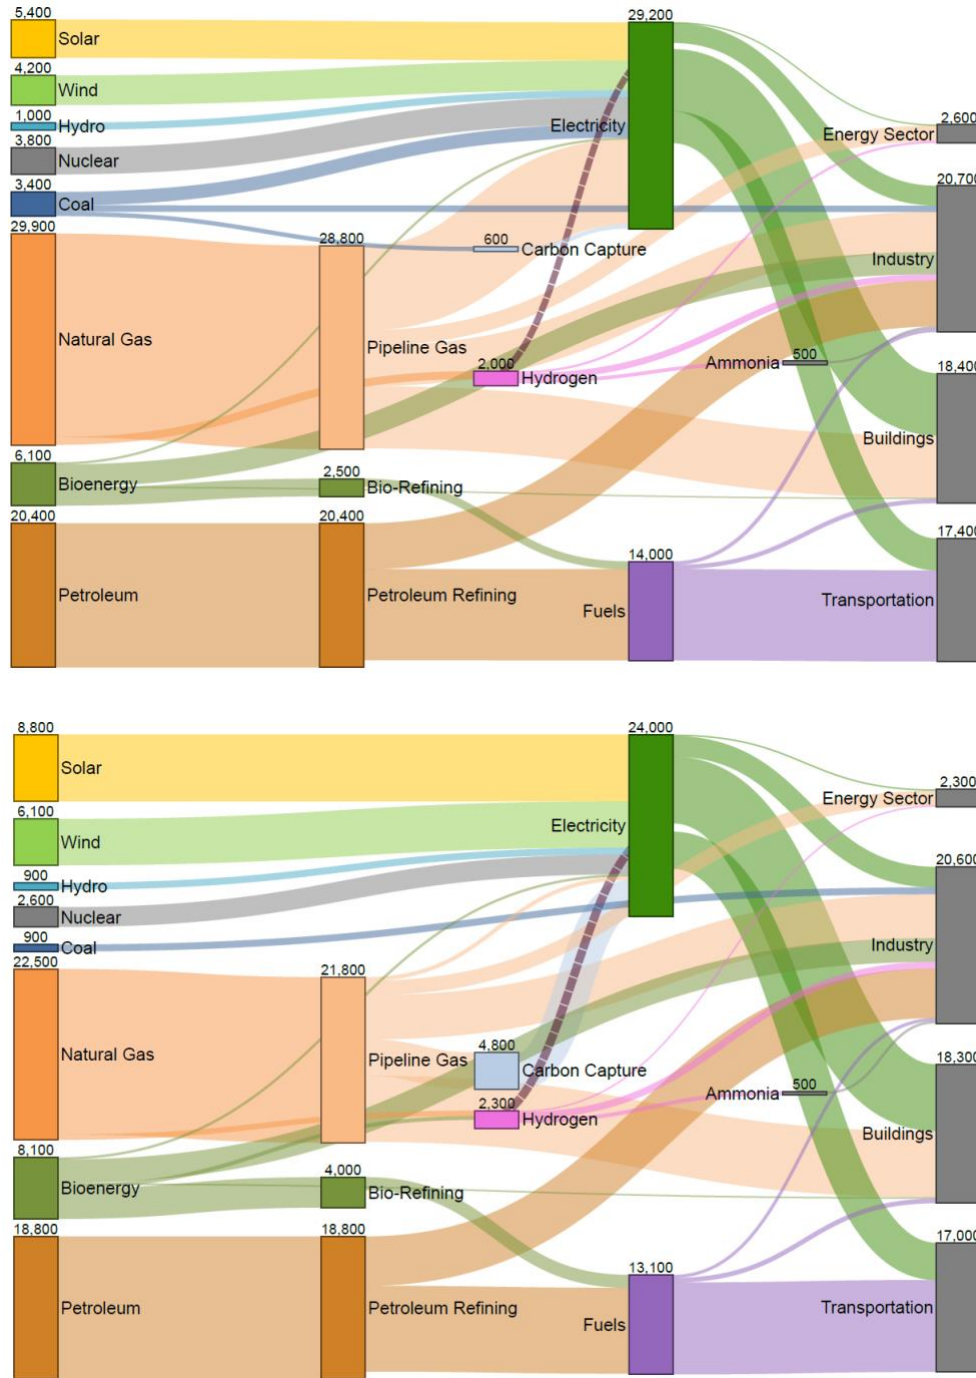 5,400
Solar
4,200
Wind
1,000
Hydro
3,800
Nuclear
3,400
Coal
29,900
Natural Gas
6,100
Bioenergy
20,400
Petroleum
28,800
Pipeline Gas
2,500
Bio-Refining
20,400
Petroleum Refining
600
Carbon Capture
2,000
Hydrogen
29,200
Electricity
14,000
Fuels
500
Ammonia
2,600
Energy Sector
20,700
Industry
18,400
Buildings
17,400
Transportation
8,800
Solar
6,100
Wind
900
Hydro
2,600
Nuclear
900
Coal
22,500
Natural Gas
8,100
Bioenergy
18,800
Petroleum
21,800
Pipeline Gas
4,000
Bio-Refining
18,800
Petroleum Refining
4,800
Carbon Capture
2,300
Hydrogen
24,000
Electricity
13,100
Fuels
500
Ammonia
2,300
Energy Sector
20,600
Industry
18,300
Buildings
17,000
Transportation